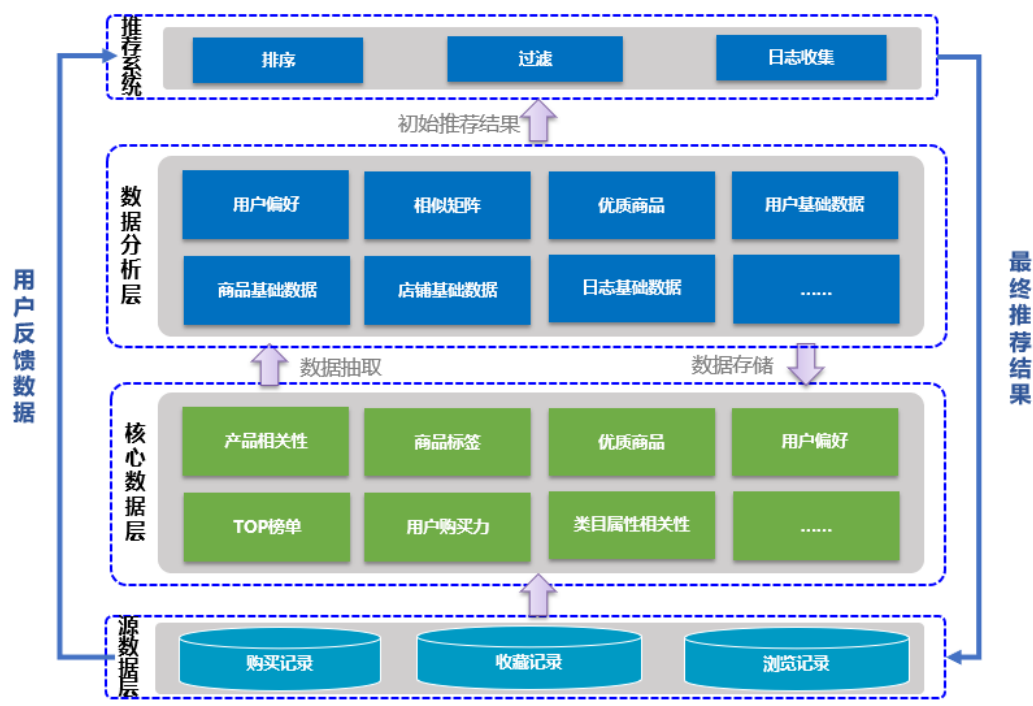 推荐系统
排序
过滤
日志收集
初始推荐结果
数据分析层
用户偏好
相似矩阵
优质商品
用户基础数据
商品基础数据
店铺基础数据
日志基础数据
......
用户反馈数据
最终推荐结果
数据抽取
数据存储
核心数据层
产品相关性
商品标签
优质商品
用户偏好
TOP榜单
用户购买力
类目属性相关性
......
源数据层
购买记录
收藏记录
浏览记录